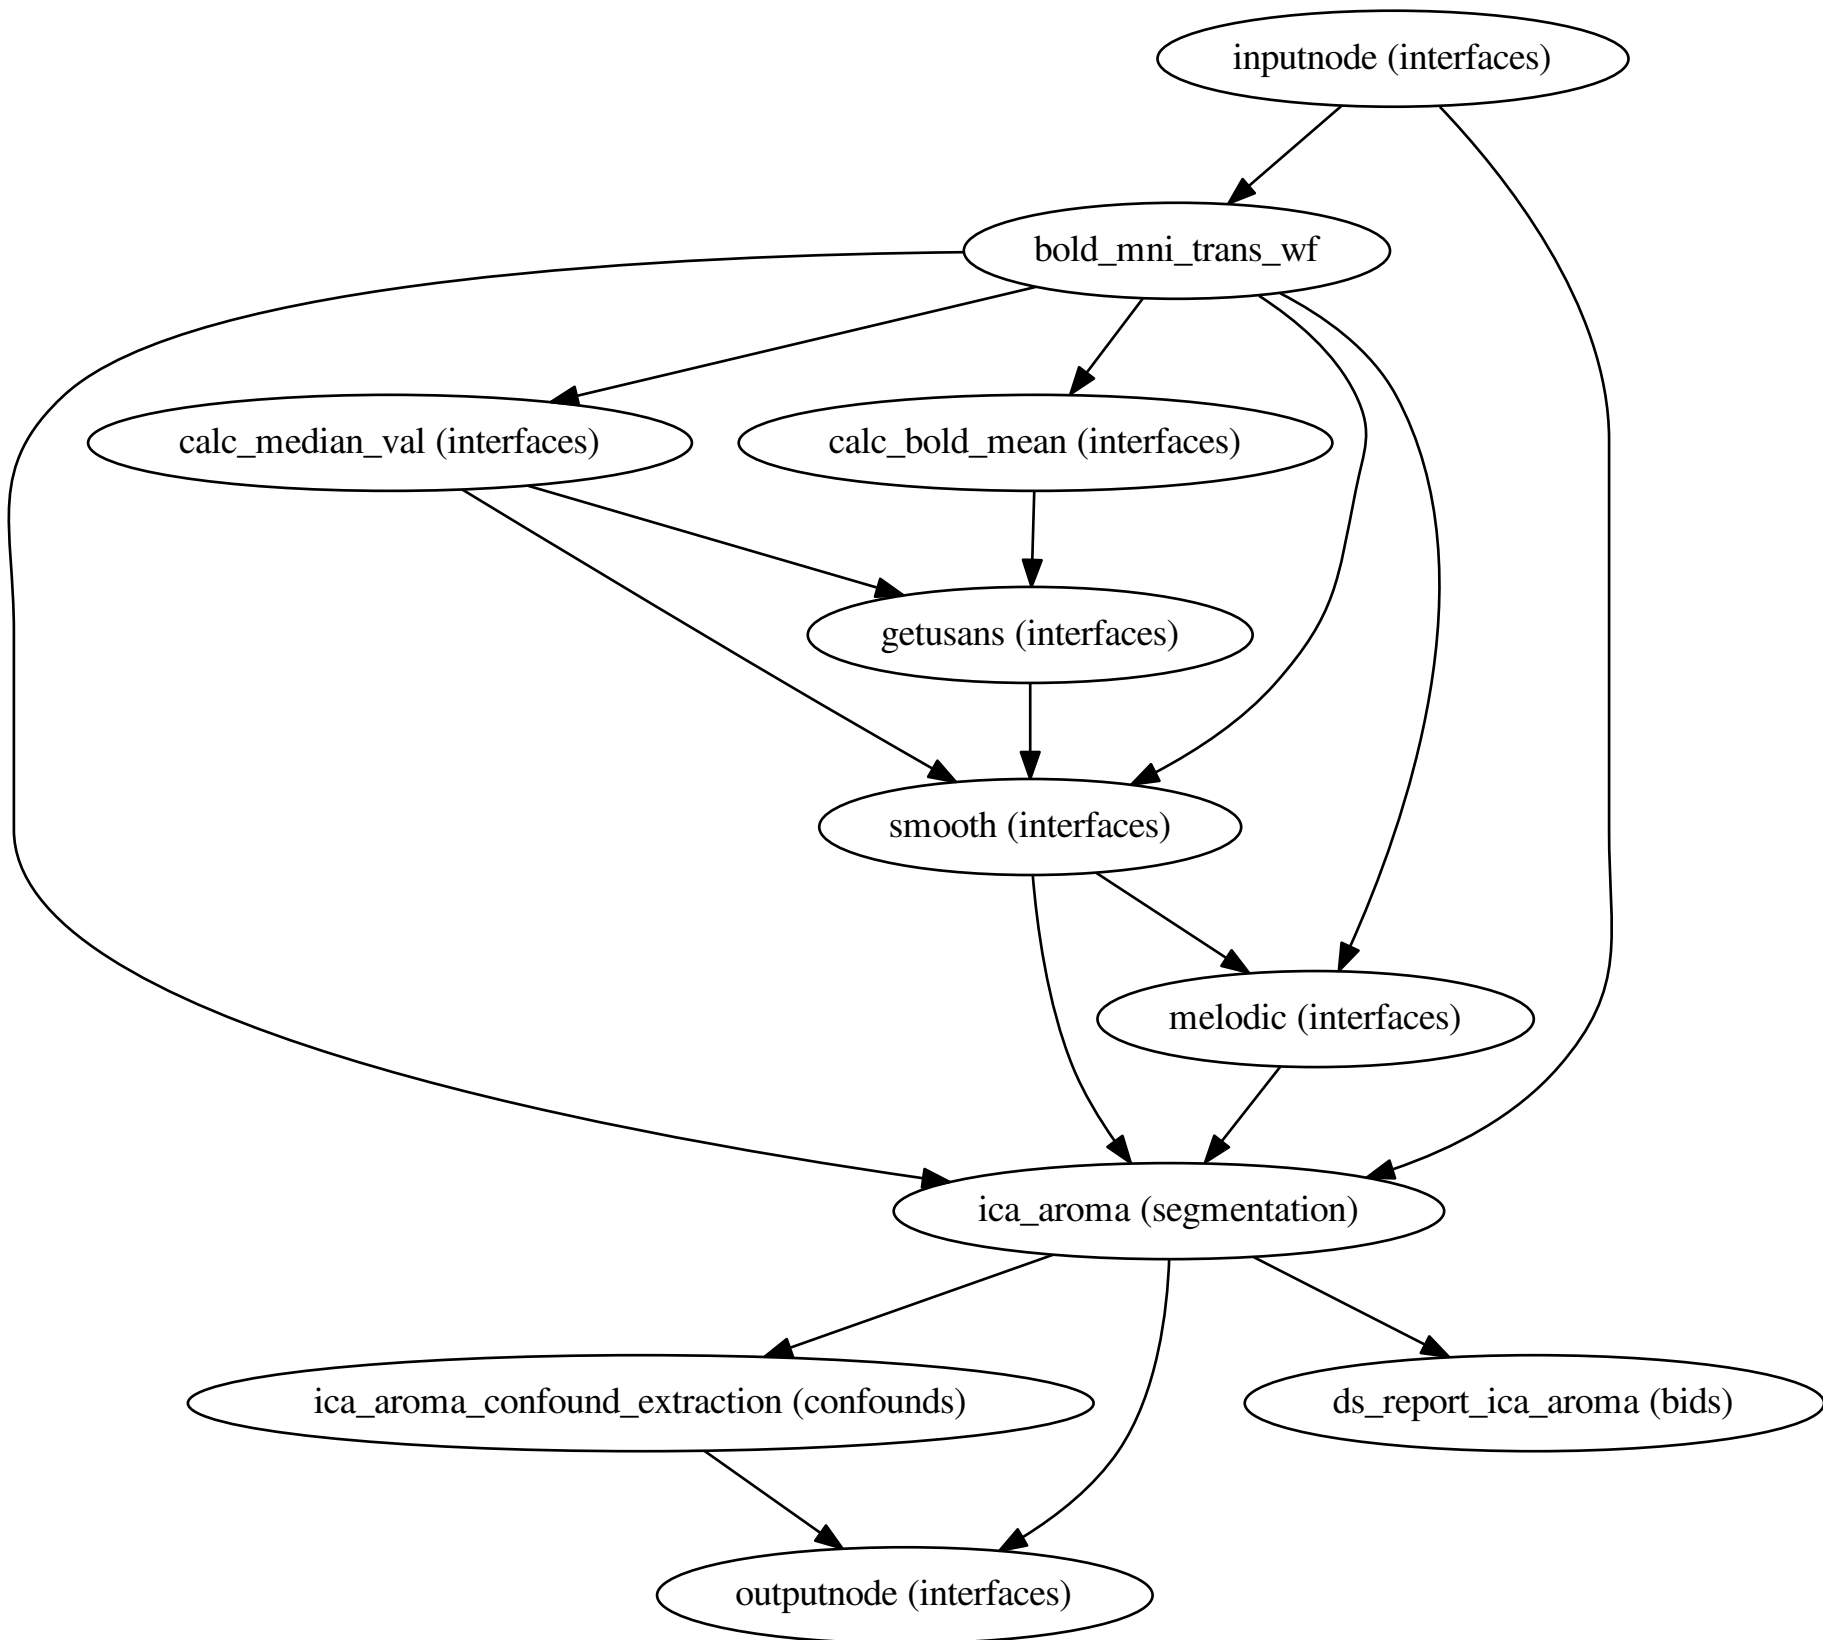 inputnode (interfaces)
bold_mni_trans_wf
calc_median_val (interfaces)
calc_bold_mean (interfaces)
getusans (interfaces)
smooth (interfaces)
melodic (interfaces)
ica_aroma (segmentation)
ica_aroma_confound_extraction (confounds)
ds_report_ica_aroma (bids)
outputnode (interfaces)